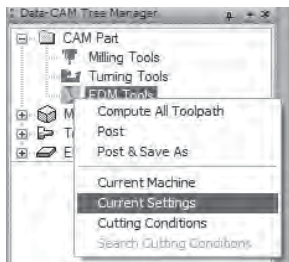 Data-CAM Tree Manager
CAM Part
Milling Tools
Turning Tools
EDM Tools
M
T
E
Compute All Toolpath
Post
Post & Save As
Current Machine
Current Settings
Cutting Conditions
Search Cutting Conditions